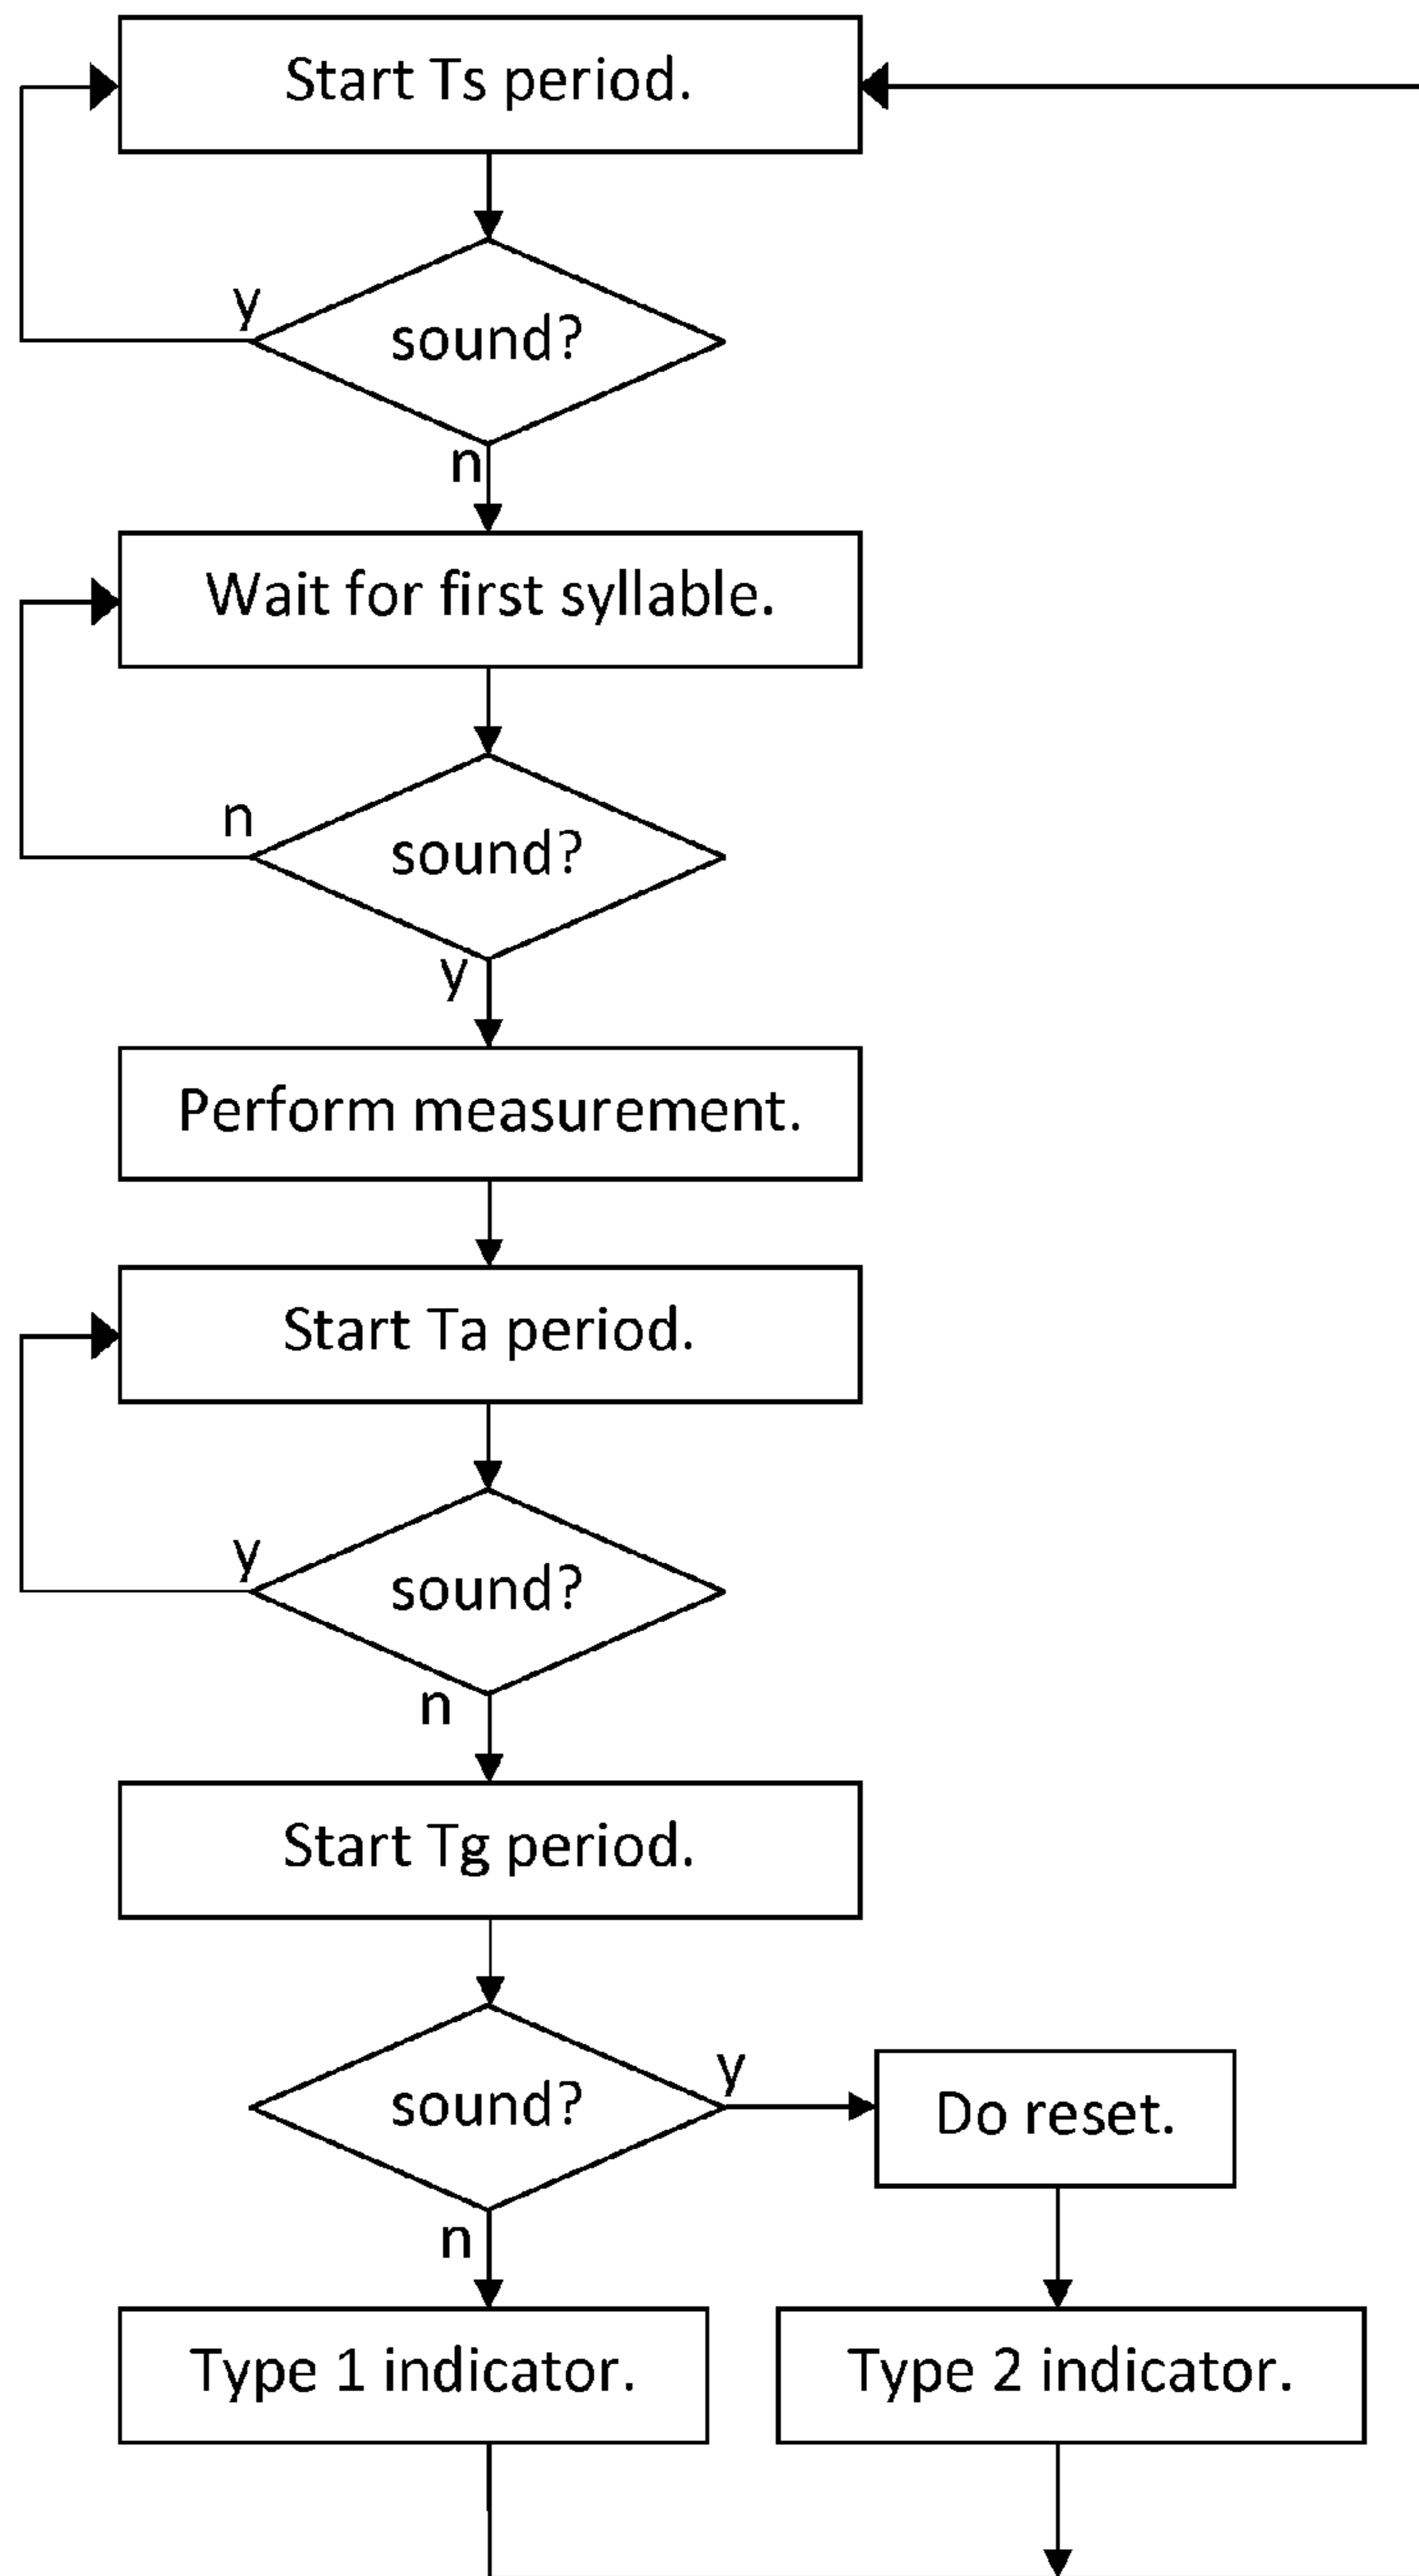 Start Ts period.
y
sound?
n
Wait for first syllable.
n
sound?
y
Perform measurement.
Start Ta period.
y
sound?
n
Start Tg period.
y
sound?
Do reset.
n
Type 1 indicator.
Type 2 indicator.